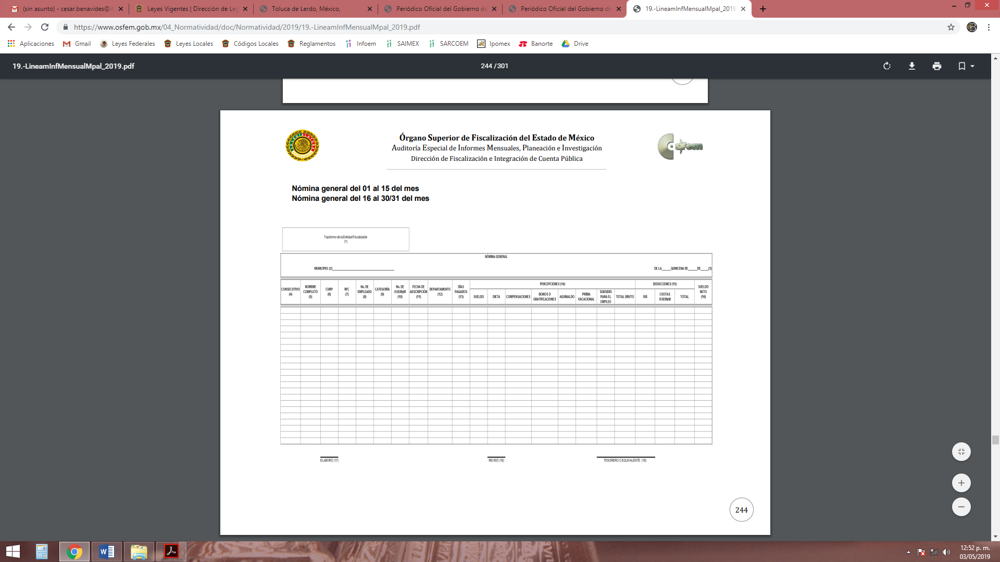 (sin asunto) - cesar.benavides@it
Leyes Vigentes | Dirección de Leg
Toluca de Lerdo, México,
Periódico Oficial del Gobierno de
Periódico Oficial del Gobierno de
19.-LineamInfMensualMpal_2019
https://www.osfem.gob.mx/04_Normatividad/doc/Normatividad/2019/19.-LineamInfMensualMpal_2019.pdf
Aplicaciones Gmail Leyes Federales Leyes Locales Códigos Locales Reglamentos Infoem SAIMEX SARCOEM Ipomex Banorte Drive
19.-LineamInfMensualMpal_2019.pdf
244 / 301
Órgano Superior de Fiscalización del Estado de México
Auditoría Especial de Informes Mensuales, Planeación e Investigación
Dirección de Fiscalización e Integración de Cuenta Pública
osfem
Nómina general del 01 al 15 del mes
Nómina general del 16 al 30/31 del mes
Topónimo de la Entidad Fiscalizable
(1)
NÓMINA GENERAL
MUNICIPIO: (2)
DE LA_____QUINCENA DE_____DE____(3)
CONSECUTIVO (4)
NOMBRE COMPLETO (5)
CURP (6)
RFC (7)
No. DE EMPLEADO (8)
CATEGORÍA (9)
No. DE ISSEMyM (10)
FECHA DE ADSCRIPCIÓN (11)
DEPARTAMENTO (12)
DÍAS PAGADOS (13)
PERCEPCIONES (14)
SUELDO
DIETA
COMPENSACIONES
BONOS O GRATIFICACIONES
AGUINALDO
PRIMA VACACIONAL
SUBSIDIO PARA EL EMPLEO
TOTAL BRUTO
DEDUCCIONES (15)
ISR
CUOTAS ISSEMyM
TOTAL
SUELDO NETO (16)
ELABORÓ (17)
REVISÓ (18)
TESORERO O EQUIVALENTE (19)
244
12:52 p. m.
03/05/2019